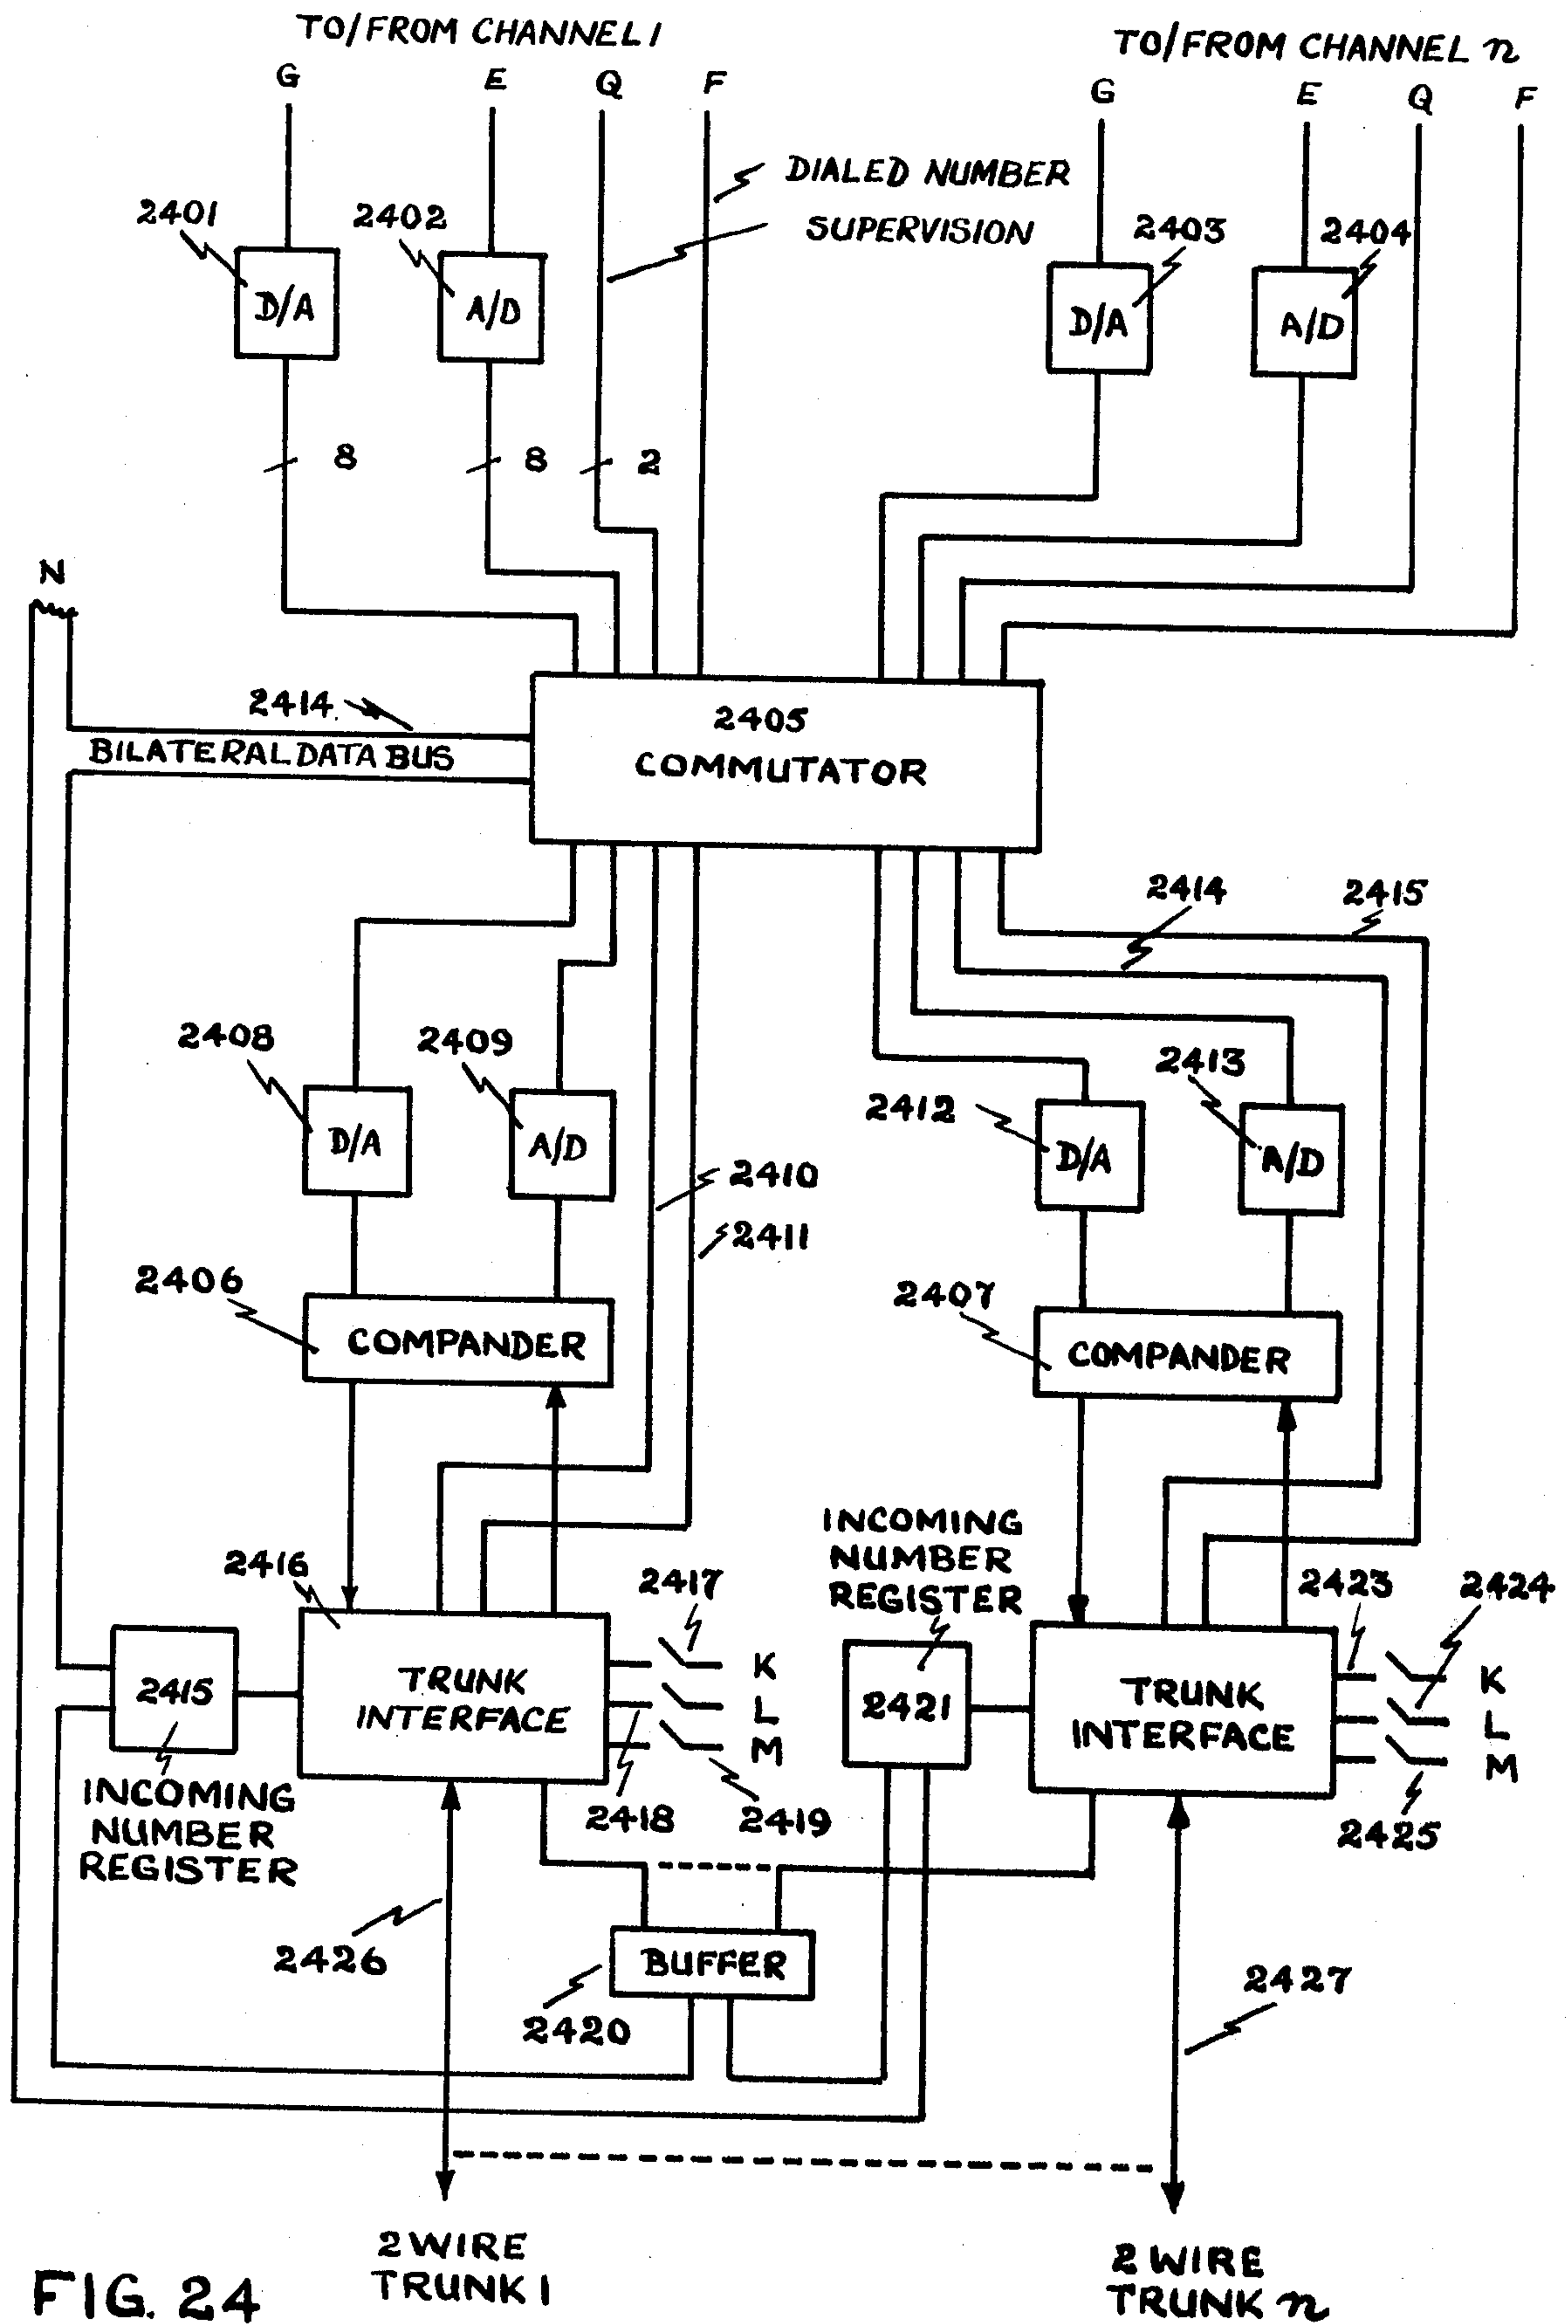 TO/FROM CHANNEL 1
TO/FROM CHANNEL n
G
E
Q
F
G
E
Q
F
DIALED NUMBER
SUPERVISION
2401
2402
2403
2404
D/A
A/D
D/A
A/D
8
8
2
N
2414
BILATERAL DATA BUS
2405
COMMUTATOR
2414
2415
2408
2409
2412
2413
D/A
A/D
D/A
A/D
2410
2411
2406
COMPANDER
2407
COMPANDER
INCOMING
NUMBER
REGISTER
2416
2417
2423
2424
2415
TRUNK
INTERFACE
K
L
M
2421
TRUNK
INTERFACE
K
L
M
INCOMING
NUMBER
REGISTER
2418
2419
2425
2426
BUFFER
2420
2427
2 WIRE
TRUNK 1
2 WIRE
TRUNK n
FIG. 24